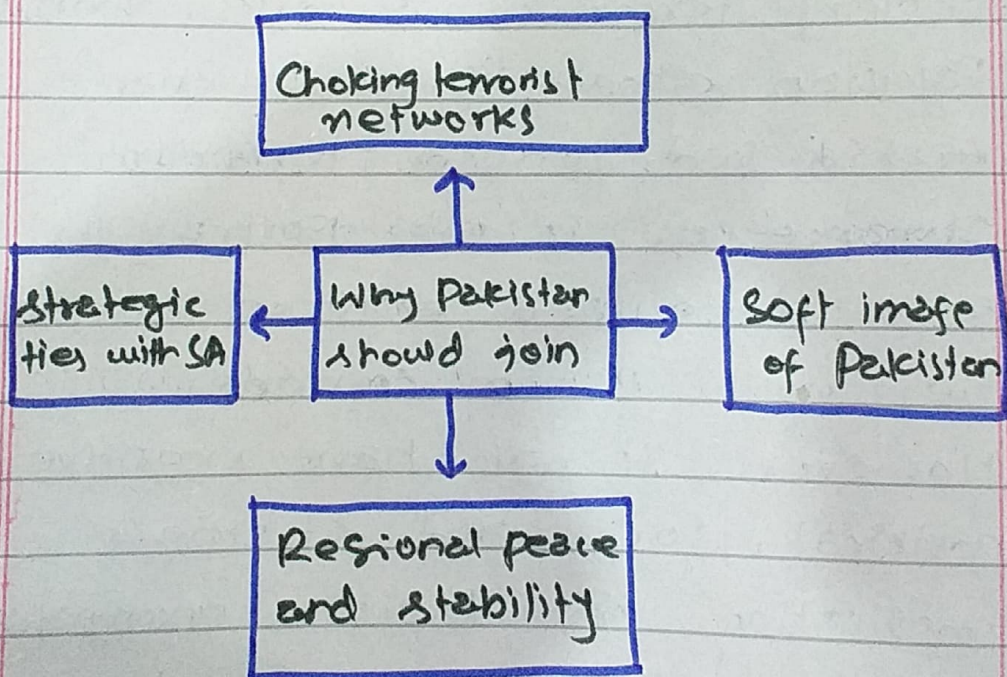 Choking terrorist
networks
strategic
ties with SA
Why Pakistan
should join
Soft image
of Pakistan
Regional peace
and stability